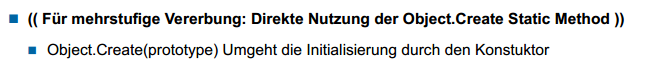 (( Für mehrstufige Vererbung: Direkte Nutzung der Object.Create Static Method ))
Object.Create(prototype) Umgeht die Initialisierung durch den Konstuktor